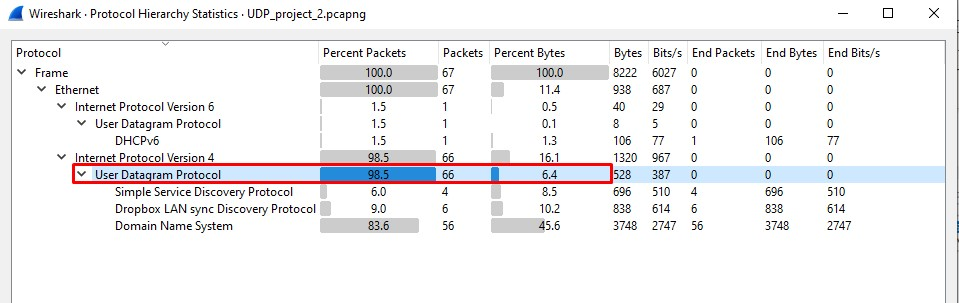 Wireshark · Protocol Hierarchy Statistics · UDP_project_2.pcapng
Protocol Percent Packets Packets Percent Bytes Bytes Bits/s End Packets End Bytes End Bits/s
Frame 100.0 67 100.0 8222 6027 0 0 0
Ethernet 100.0 67 11.4 938 687 0 0 0
Internet Protocol Version 6 1.5 1 0.5 40 29 0 0 0
User Datagram Protocol 1.5 1 0.1 8 5 0 0 0
DHCPv6 1.5 1 1.3 106 77 1 106 77
Internet Protocol Version 4 98.5 66 16.1 1320 967 0 0 0
User Datagram Protocol 98.5 66 6.4 528 387 0 0 0
Simple Service Discovery Protocol 6.0 4 8.5 696 510 4 696 510
Dropbox LAN sync Discovery Protocol 9.0 6 10.2 838 614 6 838 614
Domain Name System 83.6 56 45.6 3748 2747 56 3748 2747